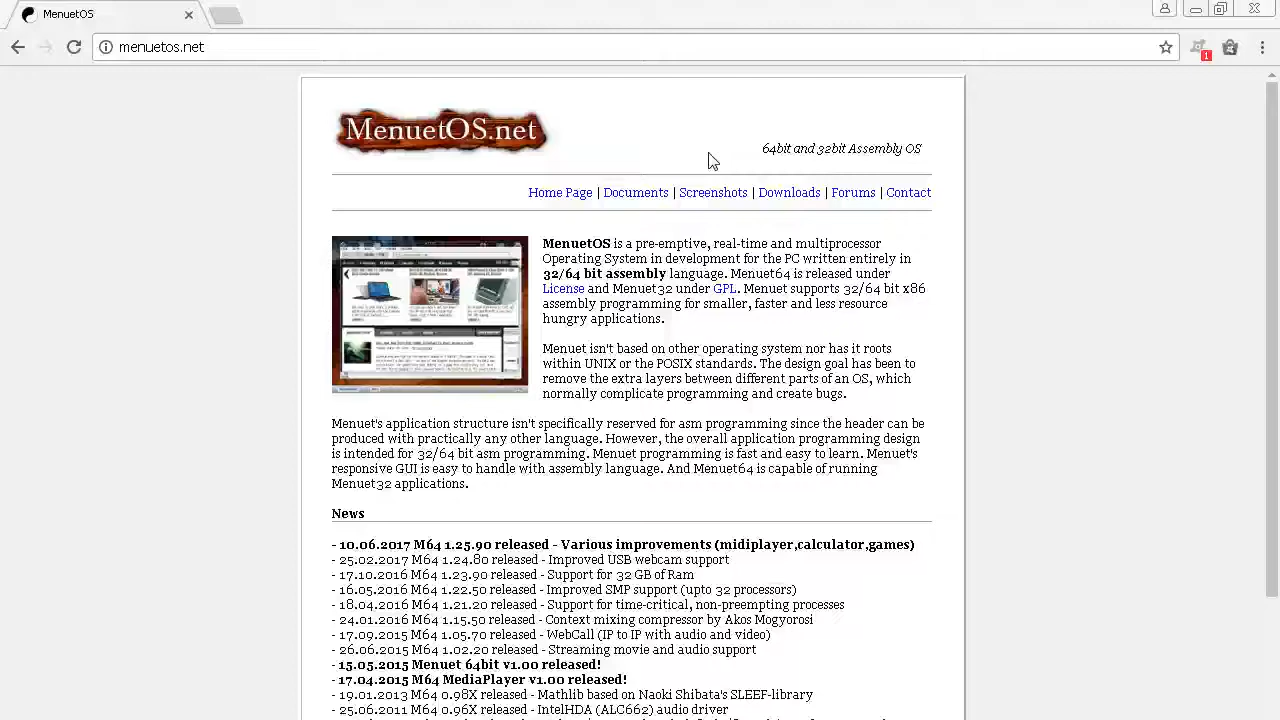 MenuetOS
menuetos.net
1
MenuetOS.net
64bit and 32bit Assembly OS
Home Page | Documents | Screenshots | Downloads | Forums | Contact
MenuetOS is a pre-emptive, real-time and multiprocessor
Operating System in development for the PC written in
32/64 bit assembly language. Menuet64 is released under
License and Menuet32 under GPL. Menuet supports 32/64 bit x86
assembly programming for smaller, faster and less resource
hungry applications.
Menuet isn't based on other operating system
UNIX or the POSIX standards. The design goal
remove the extra layers between different parts of an OS, which
normally complicate programming and create bugs.
Menuet's application structure isn't specifically reserved for asm programming since the header can be
produced with practically any other language. However, the overall application programming design
is intended for 32/64 bit asm programming. Menuet programming is fast and easy to learn. Menuet's
responsive GUI is easy to handle with assembly language. And Menuet64 is capable of running
Menuet32 applications.
News
- 10.06.2017 M64 1.25.90 released - Various improvements (midiplayer,calculator,games)
- 25.02.2017 M64 1.24.80 released - Improved USB webcam support
- 17.10.2016 M64 1.23.90 released - Support for 32 GB of Ram
- 16.05.2016 M64 1.22.50 released - Improved SMP support (upto 32 processors)
- 18.04.2016 M64 1.21.20 released - Support for time-critical, non-preempting processes
- 24.01.2016 M64 1.15.50 released - Context mixing compressor by Akos Mogyorosi
- 17.09.2015 M64 1.05.70 released - WebCall (IP to IP with audio and video)
- 26.06.2015 M64 1.02.20 released - Streaming movie and audio support
- 15.05.2015 Menuet 64bit v1.00 released!
- 17.04.2015 M64 MediaPlayer v1.00 released!
- 19.01.2013 M64 0.98X released - Mathlib based on Naoki Shibata's SLEEF-library
- 25.06.2011 M64 0.96X released - IntelHDA (ALC662) audio driver